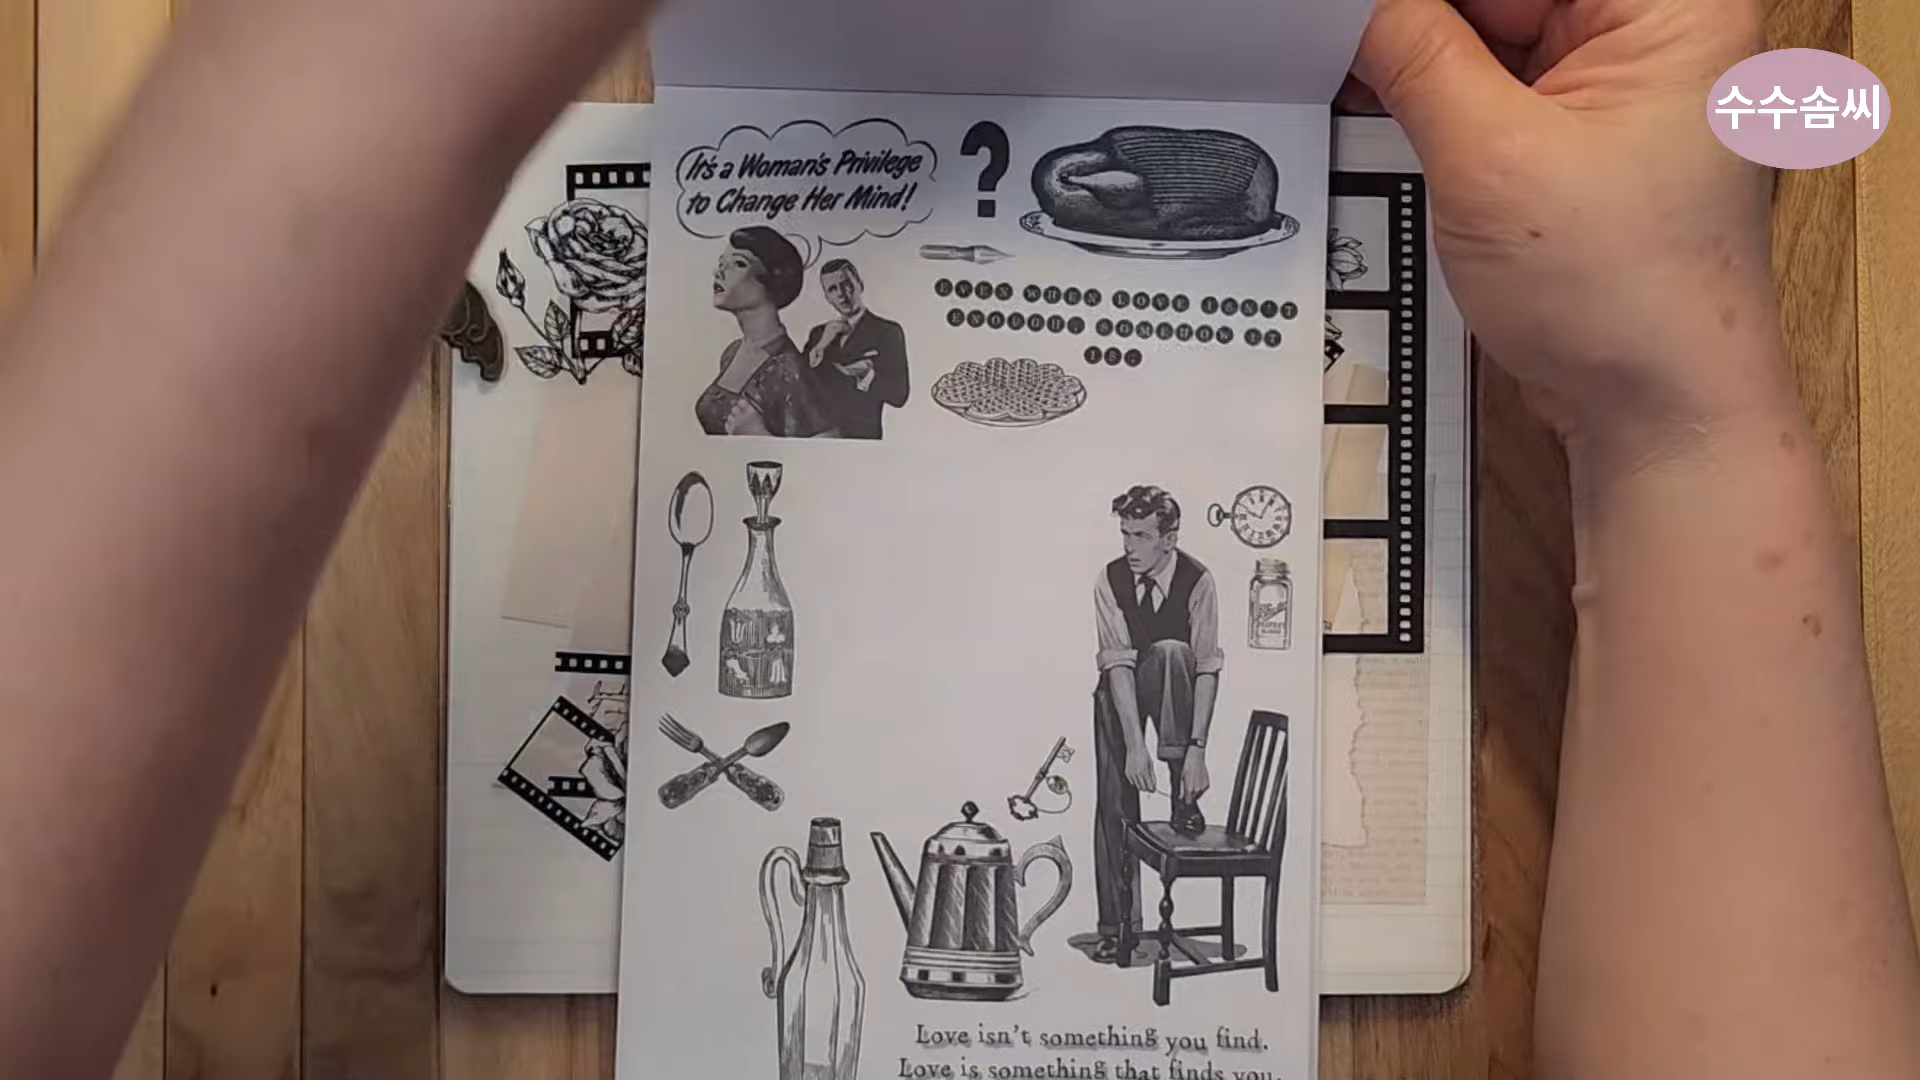 수수솜씨
It's a Woman's Privilege
to Change Her Mind!
?
EVEN WHEN LOVE ISN'T
ENOUGH, SOMEHOW IT
IS.
Love isn't something you find.
Love is something that finds you.